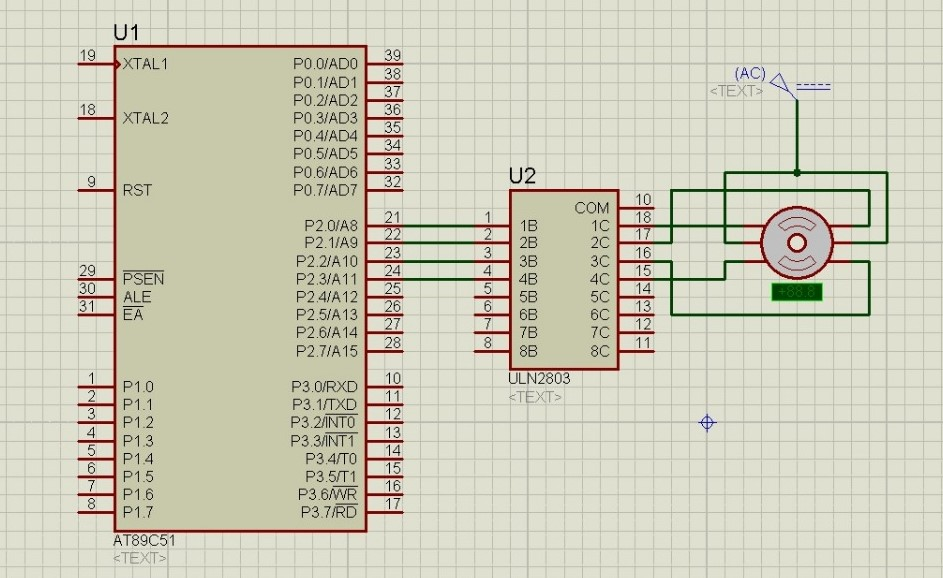 U1
19 XTAL1 P0.0/AD0 39
P0.1/AD1 38
P0.2/AD2 37
18 XTAL2 P0.3/AD3 36
P0.4/AD4 35
P0.5/AD5 34
P0.6/AD6 33
9 RST P0.7/AD7 32
P2.0/A8 21
P2.1/A9 22
P2.2/A10 23
29 PSEN P2.3/A11 24
30 ALE P2.4/A12 25
31 EA P2.5/A13 26
P2.6/A14 27
P2.7/A15 28
1 P1.0 P3.0/RXD 10
2 P1.1 P3.1/TXD 11
3 P1.2 P3.2/INT0 12
4 P1.3 P3.3/INT1 13
5 P1.4 P3.4/T0 14
6 P1.5 P3.5/T1 15
7 P1.6 P3.6/WR 16
8 P1.7 P3.7/RD 17
AT89C51
<TEXT>
U2
COM 10
1 1B 1C 18
2 2B 2C 17
3 3B 3C 16
4 4B 4C 15
5 5B 5C 14
6 6B 6C 13
7 7B 7C 12
8 8B 8C 11
ULN2803
<TEXT>
(AC)
<TEXT>